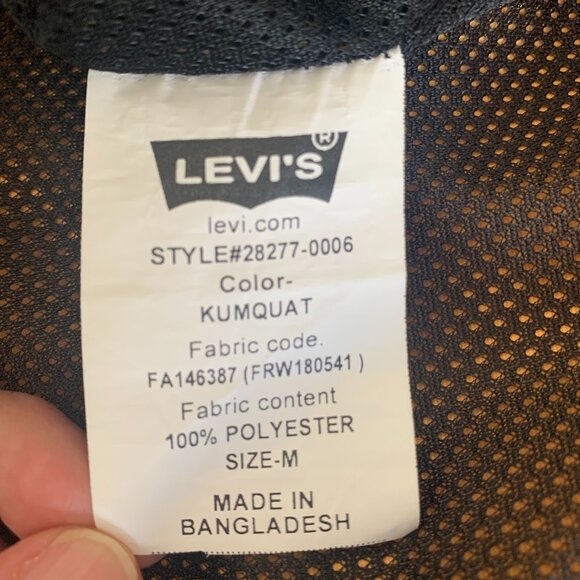 LEVI'S®
levi.com
STYLE#28277-0006
Color-
KUMQUAT
Fabric code.
FA146387 (FRW180541 )
Fabric content
100% POLYESTER
SIZE-M
MADE IN
BANGLADESH